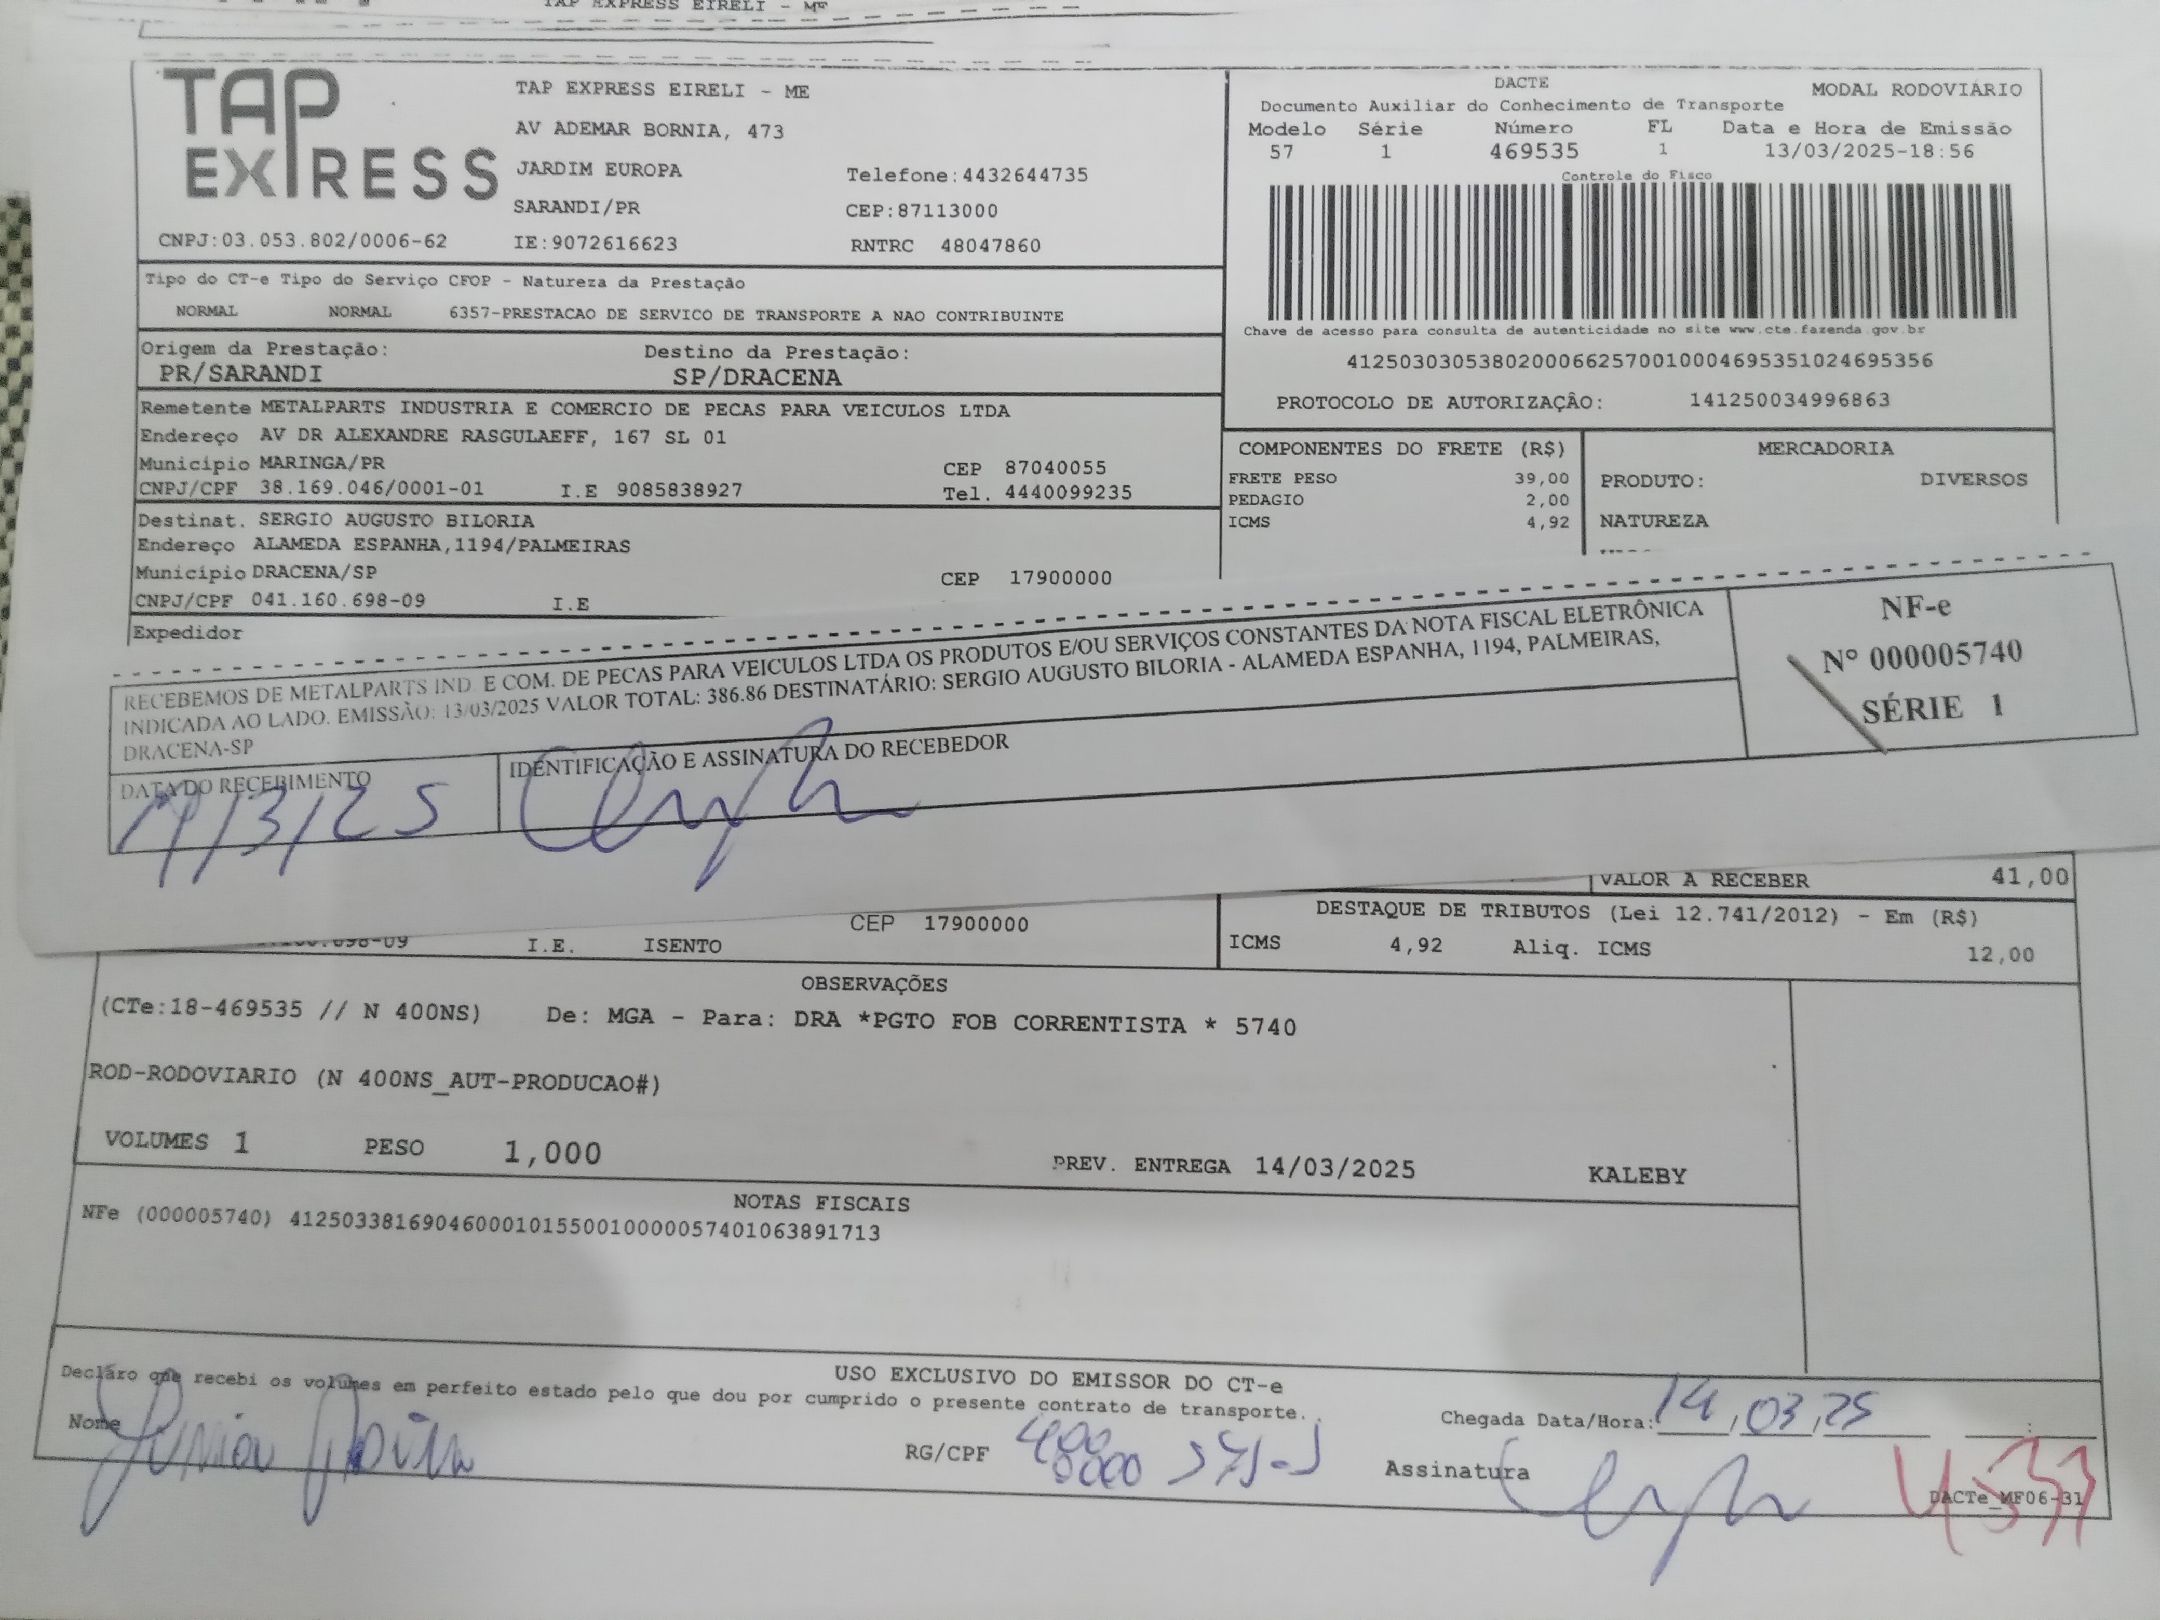 TAP EXPRESS EIRELI - ME
TAP EXPRESS
TAP EXPRESS EIRELI - ME
AV ADEMAR BORNIA, 473
JARDIM EUROPA
Telefone:4432644735
SARANDI/PR
CEP:87113000
CNPJ:03.053.802/0006-62
IE:9072616623
RNTRC 48047860
DACTE
MODAL RODOVIÁRIO
Documento Auxiliar do Conhecimento de Transporte
Modelo Série Número FL Data e Hora de Emissão
57 1 469535 1 13/03/2025-18:56
Controle do Fisco
Chave de acesso para consulta de autenticidade no site www.cte.fazenda.gov.br
41250303053802000662570010004695351024695356
PROTOCOLO DE AUTORIZAÇÃO: 141250034996863
Tipo do CT-e Tipo do Serviço CFOP - Natureza da Prestação
NORMAL NORMAL 6357-PRESTACAO DE SERVICO DE TRANSPORTE A NAO CONTRIBUINTE
Origem da Prestação: Destino da Prestação:
PR/SARANDI SP/DRACENA
Remetente METALPARTS INDUSTRIA E COMERCIO DE PECAS PARA VEICULOS LTDA
Endereço AV DR ALEXANDRE RASGULAEFF, 167 SL 01
Município MARINGA/PR CEP 87040055
CNPJ/CPF 38.169.046/0001-01 I.E 9085838927 Tel. 4440099235
Destinat. SERGIO AUGUSTO BILORIA
Endereço ALAMEDA ESPANHA,1194/PALMEIRAS
Município DRACENA/SP CEP 17900000
CNPJ/CPF 041.160.698-09 I.E
Expedidor
COMPONENTES DO FRETE (R$)
FRETE PESO 39,00
PEDAGIO 2,00
ICMS 4,92
MERCADORIA
PRODUTO: DIVERSOS
NATUREZA
RECEBEMOS DE METALPARTS IND. E COM. DE PECAS PARA VEICULOS LTDA OS PRODUTOS E/OU SERVIÇOS CONSTANTES DA NOTA FISCAL ELETRÔNICA
INDICADA AO LADO. EMISSÃO: 13/03/2025 VALOR TOTAL: 386.86 DESTINATÁRIO: SERGIO AUGUSTO BILORIA - ALAMEDA ESPANHA, 1194, PALMEIRAS,
DRACENA-SP
DATA DO RECEBIMENTO
IDENTIFICAÇÃO E ASSINATURA DO RECEBEDOR
NF-e
Nº 000005740
SÉRIE 1
VALOR A RECEBER 41,00
CEP 17900000
I.E. ISENTO
DESTAQUE DE TRIBUTOS (Lei 12.741/2012) - Em (R$)
ICMS 4,92 Aliq. ICMS 12,00
OBSERVAÇÕES
(CTe:18-469535 // N 400NS) De: MGA - Para: DRA *PGTO FOB CORRENTISTA * 5740
ROD-RODOVIARIO (N 400NS_AUT-PRODUCAO#)
VOLUMES 1 PESO 1,000 PREV. ENTREGA 14/03/2025 KALEBY
NOTAS FISCAIS
NFe (000005740) 41250338169046000101550010000057401063891713
USO EXCLUSIVO DO EMISSOR DO CT-e
Declaro que recebi os volumes em perfeito estado pelo que dou por cumprido o presente contrato de transporte.
Chegada Data/Hora: 14/03/25
Nome
RG/CPF
Assinatura
DACTe_MF06-31